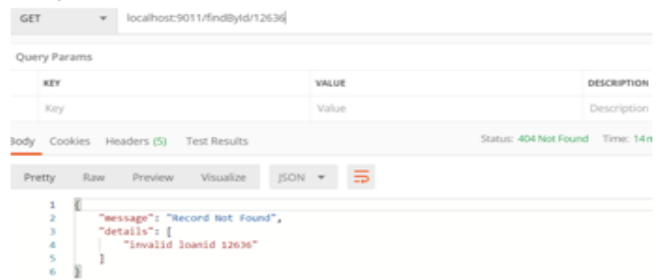 GET localhost:9011/findById/12636
Query Params
KEY VALUE DESCRIPTION
Key Value Description
Body Cookies Headers (5) Test Results Status: 404 Not Found Time: 14
Pretty Raw Preview Visualize JSON
1 {
2 "message": "Record Not Found",
3 "details": [
4 "invalid loanid 12636"
5 ]
6 }